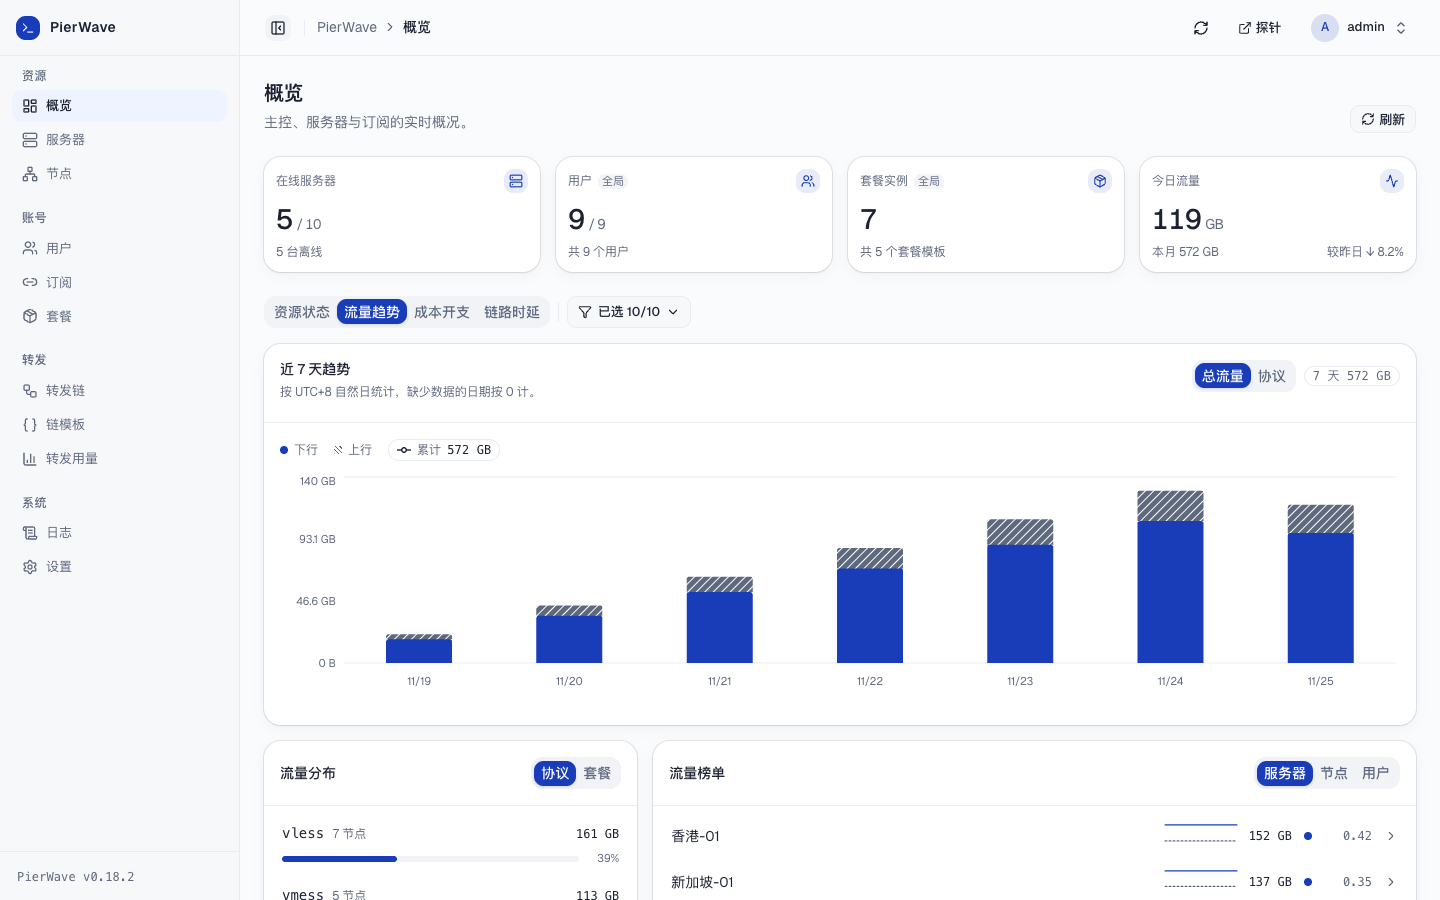 PierWave
PierWave > 概览
探针
A admin
资源
概览
服务器
节点
账号
用户
订阅
套餐
转发
转发链
链模板
转发用量
系统
日志
设置
PierWave v0.18.2
概览
主控、服务器与订阅的实时概况。
刷新
在线服务器
5 / 10
5 台离线
用户 全局
9 / 9
共 9 个用户
套餐实例 全局
7
共 5 个套餐模板
今日流量
119 GB
本月 572 GB 较昨日 ↓ 8.2%
资源状态 流量趋势 成本开支 链路时延 已选 10/10
近 7 天趋势
按 UTC+8 自然日统计，缺少数据的日期按 0 计。
总流量 协议 7 天 572 GB
下行 上行 累计 572 GB
140 GB
93.1 GB
46.6 GB
0 B
11/19 11/20 11/21 11/22 11/23 11/24 11/25
流量分布
协议 套餐
vless 7 节点 161 GB
39%
vmess 5 节点 113 GB
流量榜单
服务器 节点 用户
香港-01 152 GB 0.42
新加坡-01 137 GB 0.35